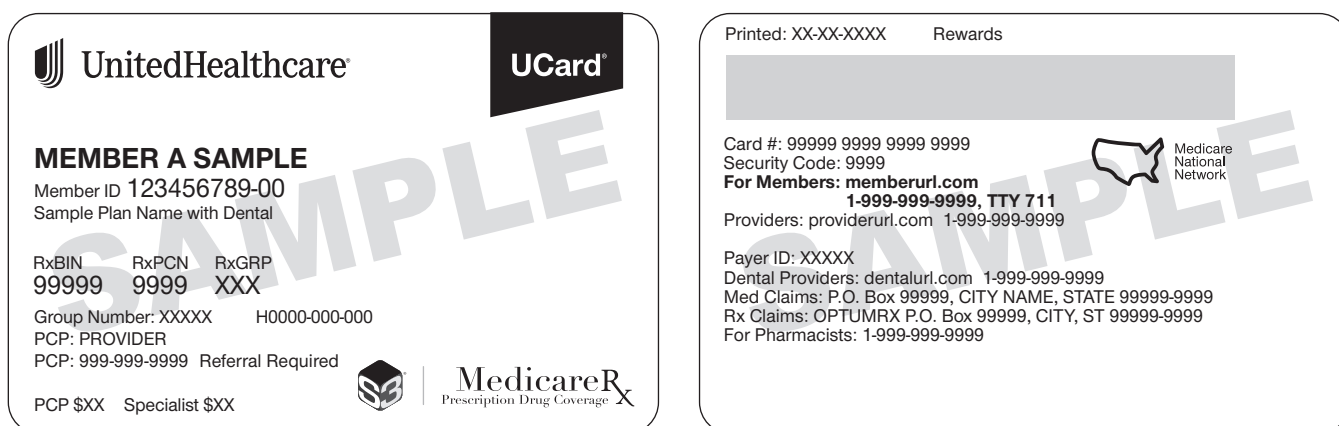 UnitedHealthcare®
UCard®
MEMBER A SAMPLE
Member ID 123456789-00
Sample Plan Name with Dental
RxBIN RxPCN RxGRP
99999 9999 XXX
Group Number: XXXXX H0000-000-000
PCP: PROVIDER
PCP: 999-999-9999 Referral Required
PCP $XX Specialist $XX
S3
MedicareRx
Prescription Drug Coverage
SAMPLE
Printed: XX-XX-XXXX Rewards
Card #: 99999 9999 9999 9999
Security Code: 9999
For Members: memberurl.com
1-999-999-9999, TTY 711
Providers: providerurl.com 1-999-999-9999
Medicare
National
Network
Payer ID: XXXXX
Dental Providers: dentalurl.com 1-999-999-9999
Med Claims: P.O. Box 99999, CITY NAME, STATE 99999-9999
Rx Claims: OPTUMRX P.O. Box 99999, CITY, ST 99999-9999
For Pharmacists: 1-999-999-9999
SAMPLE